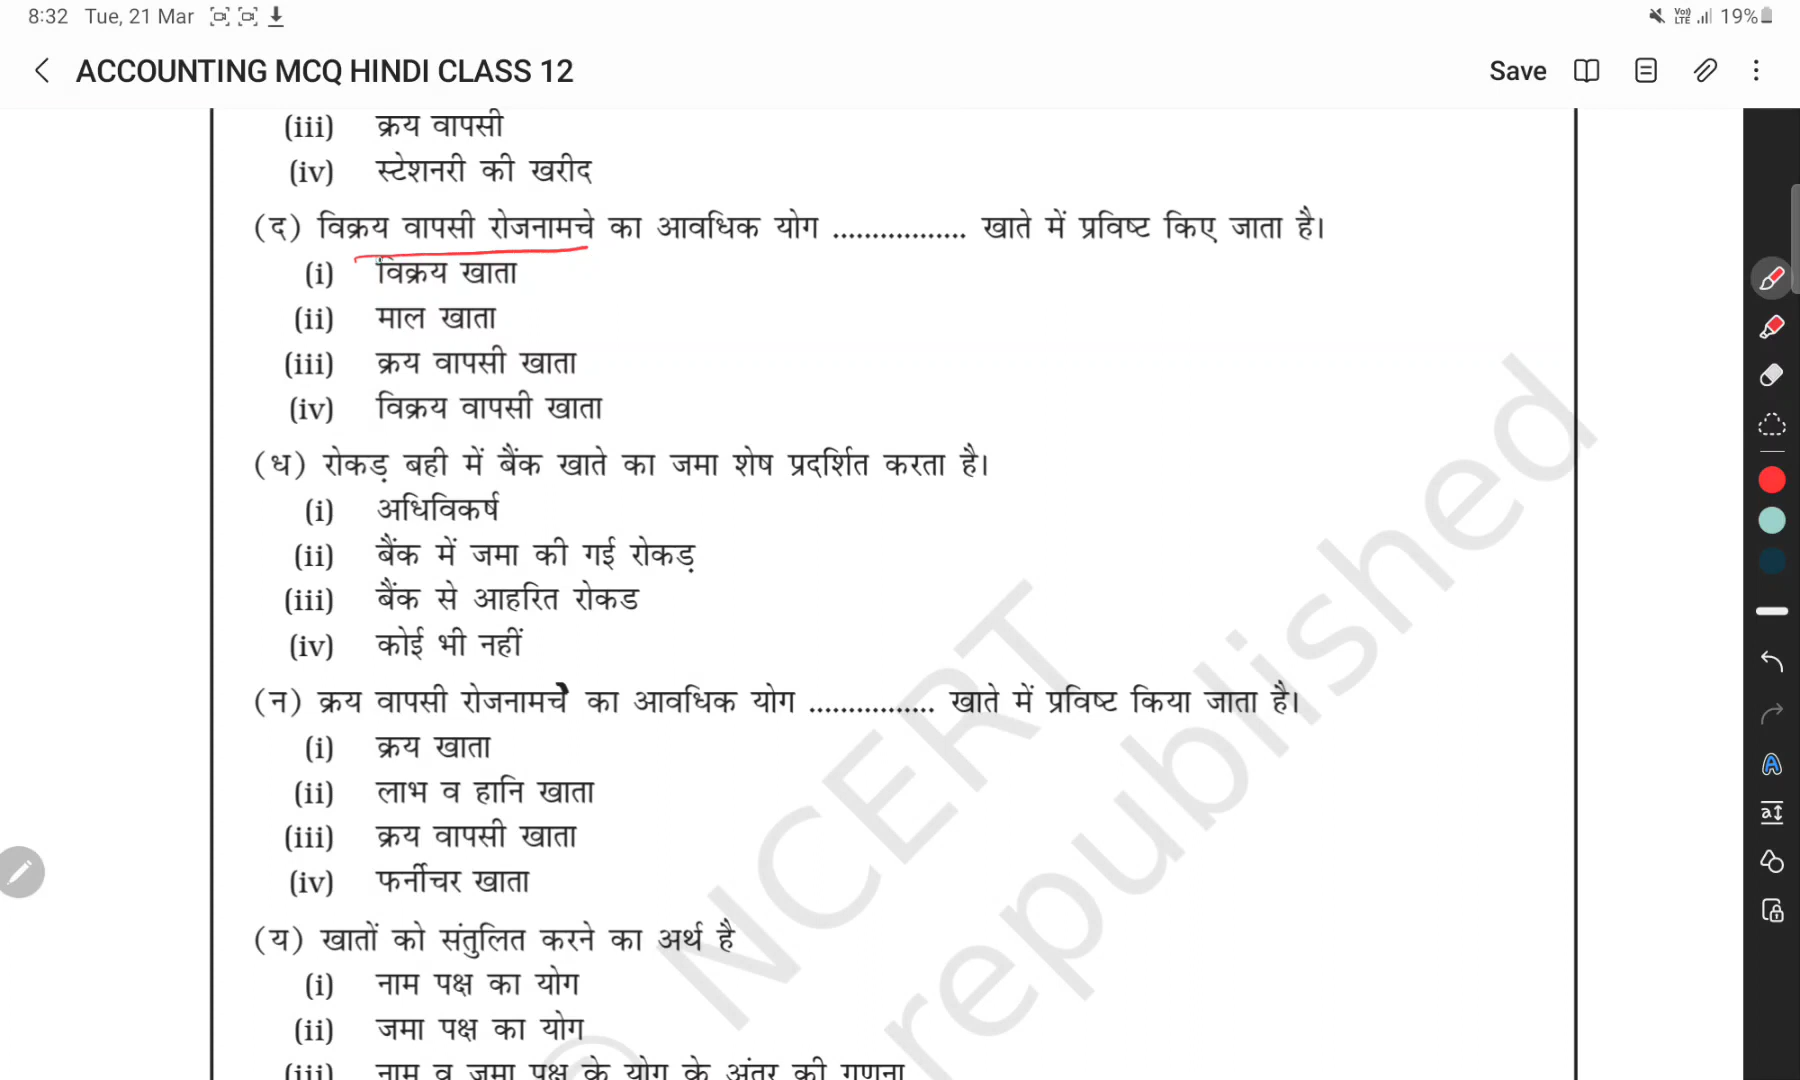 8:32 Tue, 21 Mar
Vo)) LTE 19%
ACCOUNTING MCQ HINDI CLASS 12
Save
(iii) क्रय वापसी
(iv) स्टेशनरी की खरीद
(द) विक्रय वापसी रोजनामचे का आवधिक योग ................. खाते में प्रविष्ट किए जाता है।
(i) विक्रय खाता
(ii) माल खाता
(iii) क्रय वापसी खाता
(iv) विक्रय वापसी खाता
(ध) रोकड़ बही में बैंक खाते का जमा शेष प्रदर्शित करता है।
(i) अधिविकर्ष
(ii) बैंक में जमा की गई रोकड़
(iii) बैंक से आहरित रोकड
(iv) कोई भी नहीं
(न) क्रय वापसी रोजनामचे का आवधिक योग ................ खाते में प्रविष्ट किया जाता है।
(i) क्रय खाता
(ii) लाभ व हानि खाता
(iii) क्रय वापसी खाता
(iv) फर्नीचर खाता
(य) खातों को संतुलित करने का अर्थ है
(i) नाम पक्ष का योग
(ii) जमा पक्ष का योग
(iii) नाम व जमा पक्ष के योग के अंतर की गणना
© NCERT
republished